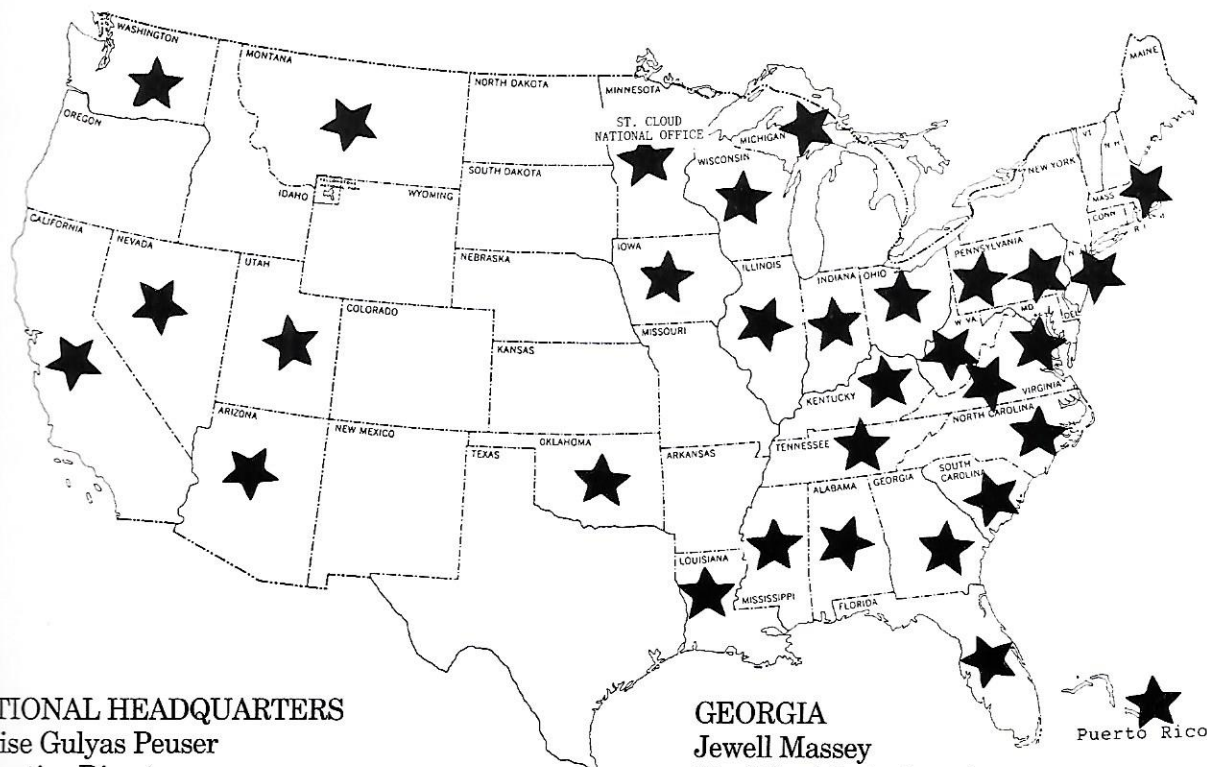 WASHINGTON
MONTANA
NORTH DAKOTA
MINNESOTA
MAINE
OREGON
ST. CLOUD
NATIONAL OFFICE
MICHIGAN
WISCONSIN
SOUTH DAKOTA
IDAHO
WYOMING
NEW YORK
VT
N H
MASS
CONN
R I
CALIFORNIA
NEVADA
UTAH
NEBRASKA
IOWA
ILLINOIS
INDIANA
OHIO
PENNSYLVANIA
N J
COLORADO
KANSAS
MISSOURI
W VA
MD
DEL
KENTUCKY
VIRGINIA
ARIZONA
NEW MEXICO
TEXAS
OKLAHOMA
ARKANSAS
TENNESSEE
NORTH CAROLINA
SOUTH
CAROLINA
ALABAMA
GEORGIA
LOUISIANA
MISSISSIPPI
FLORIDA
Puerto Rico
TIONAL HEADQUARTERS
ise Gulyas Peuser
GEORGIA
Jewell Massey